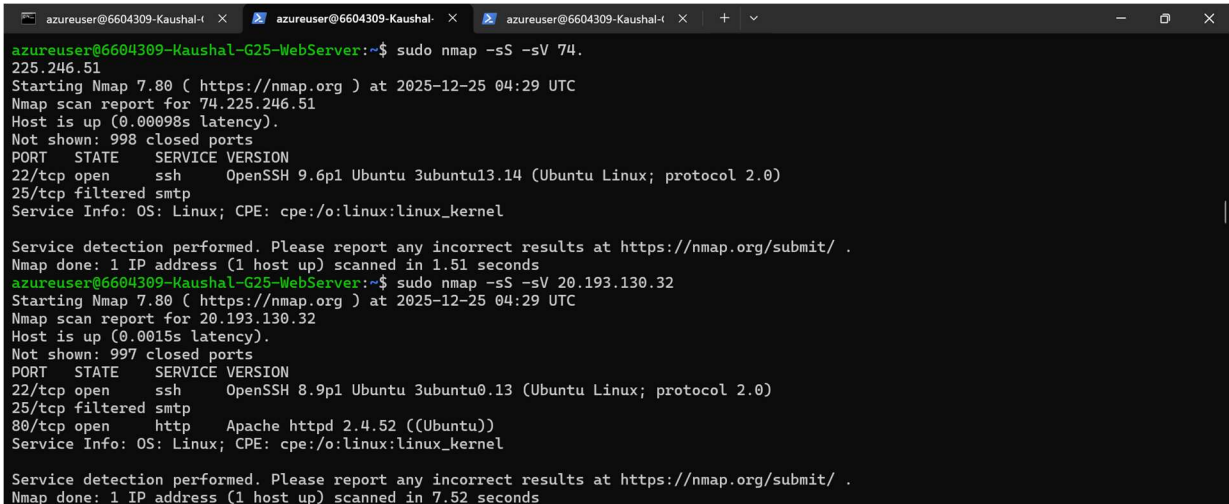 azureuser@6604309-Kaushal-(
azureuser@6604309-Kaushal-
azureuser@6604309-Kaushal-(
azureuser@6604309-Kaushal-G25-WebServer:~$ sudo nmap -sS -sV 74.
225.246.51
Starting Nmap 7.80 ( https://nmap.org ) at 2025-12-25 04:29 UTC
Nmap scan report for 74.225.246.51
Host is up (0.00098s latency).
Not shown: 998 closed ports
PORT   STATE    SERVICE VERSION
22/tcp open     ssh     OpenSSH 9.6p1 Ubuntu 3ubuntu13.14 (Ubuntu Linux; protocol 2.0)
25/tcp filtered smtp
Service Info: OS: Linux; CPE: cpe:/o:linux:linux_kernel
Service detection performed. Please report any incorrect results at https://nmap.org/submit/ .
Nmap done: 1 IP address (1 host up) scanned in 1.51 seconds
azureuser@6604309-Kaushal-G25-WebServer:~$ sudo nmap -sS -sV 20.193.130.32
Starting Nmap 7.80 ( https://nmap.org ) at 2025-12-25 04:29 UTC
Nmap scan report for 20.193.130.32
Host is up (0.0015s latency).
Not shown: 997 closed ports
PORT   STATE    SERVICE VERSION
22/tcp open     ssh     OpenSSH 8.9p1 Ubuntu 3ubuntu0.13 (Ubuntu Linux; protocol 2.0)
25/tcp filtered smtp
80/tcp open     http    Apache httpd 2.4.52 ((Ubuntu))
Service Info: OS: Linux; CPE: cpe:/o:linux:linux_kernel
Service detection performed. Please report any incorrect results at https://nmap.org/submit/ .
Nmap done: 1 IP address (1 host up) scanned in 7.52 seconds